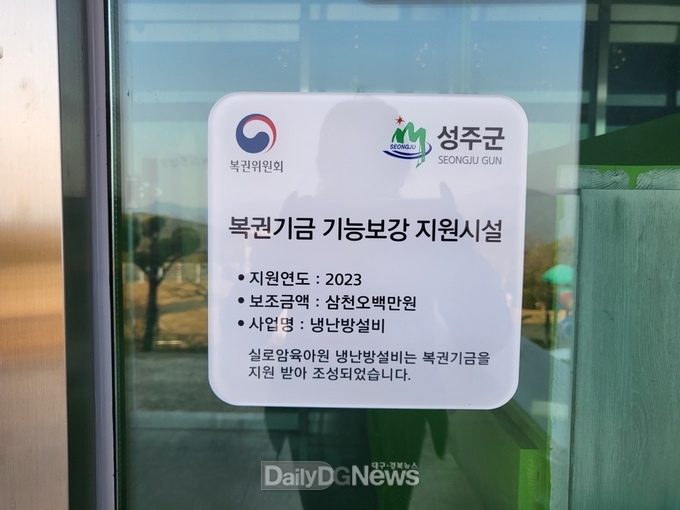 복권위원회
SEONGJU
성주군
SEONGJU GUN
복권기금 기능보강 지원시설
• 지원연도 : 2023
• 보조금액 : 삼천오백만원
• 사업명 : 냉난방설비
실로암육아원 냉난방설비는 복권기금을
지원 받아 조성되었습니다.
대구·경북뉴스
DailyDGNews